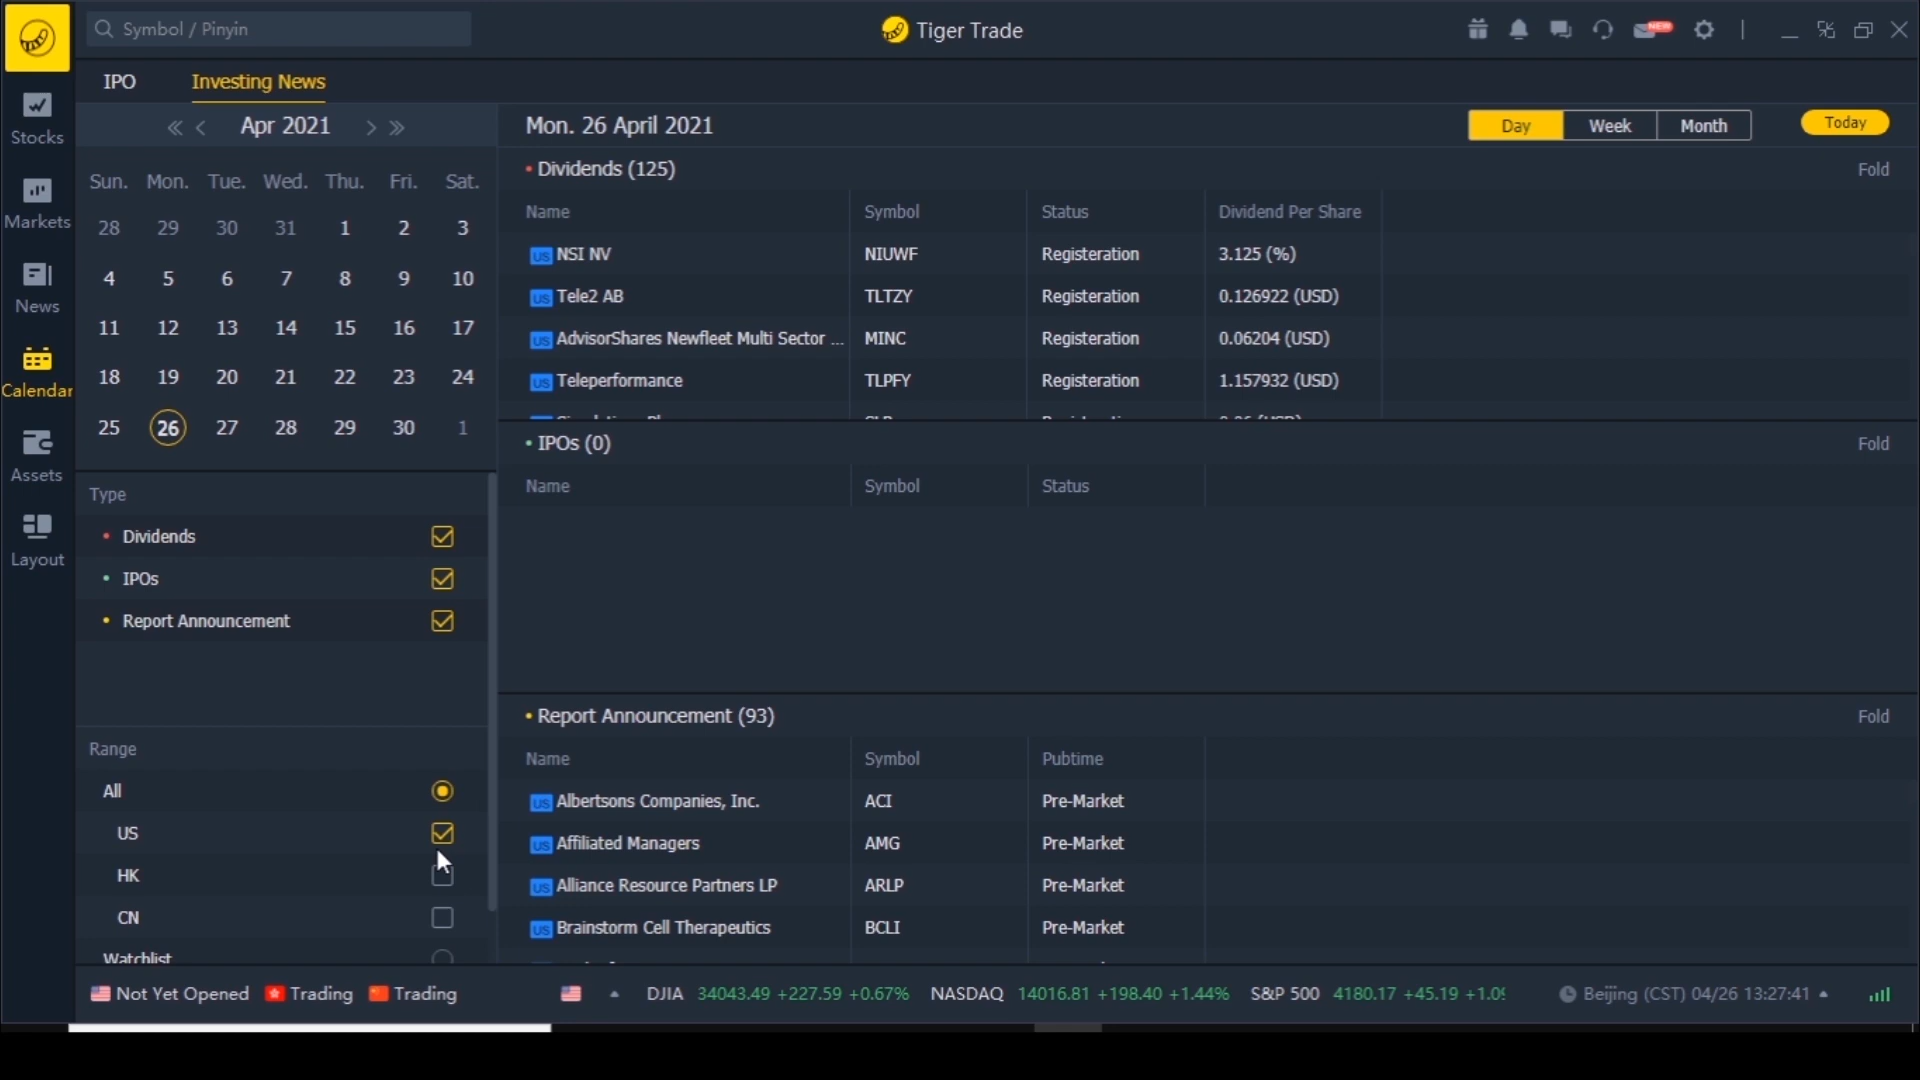 Symbol / Pinyin
Tiger Trade
NEW
IPO Investing News
Stocks
Markets
News
Calendar
Assets
Layout
Apr 2021
Sun. Mon. Tue. Wed. Thu. Fri. Sat.
28 29 30 31 1 2 3
4 5 6 7 8 9 10
11 12 13 14 15 16 17
18 19 20 21 22 23 24
25 26 27 28 29 30 1
Type
Dividends
IPOs
Report Announcement
Range
All
US
HK
CN
Watchlist
Mon. 26 April 2021
Day Week Month Today
Dividends (125) Fold
Name Symbol Status Dividend Per Share
US NSI NV NIUWF Registeration 3.125 (%)
US Tele2 AB TLTZY Registeration 0.126922 (USD)
US AdvisorShares Newfleet Multi Sector ... MINC Registeration 0.06204 (USD)
US Teleperformance TLPFY Registeration 1.157932 (USD)
IPOs (0) Fold
Name Symbol Status
Report Announcement (93) Fold
Name Symbol Pubtime
US Albertsons Companies, Inc. ACI Pre-Market
US Affiliated Managers AMG Pre-Market
US Alliance Resource Partners LP ARLP Pre-Market
US Brainstorm Cell Therapeutics BCLI Pre-Market
Not Yet Opened Trading Trading DJIA 34043.49 +227.59 +0.67% NASDAQ 14016.81 +198.40 +1.44% S&P 500 4180.17 +45.19 Beijing (CST) 04/26 13:27:41